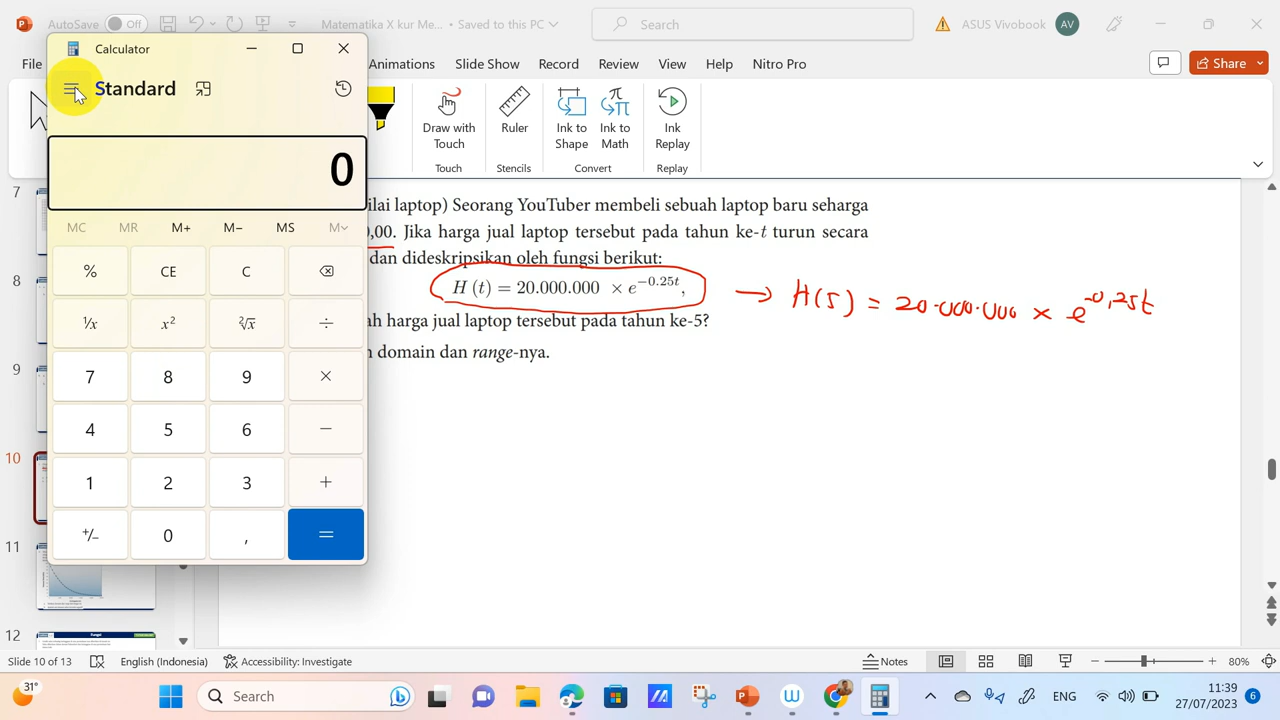 AutoSave Off
Matematika X kur Me... • Saved to this PC
Search
ASUS Vivobook AV
Calculator
File
Animations Slide Show Record Review View Help Nitro Pro
Share
Standard
Draw with Touch
Ruler
Ink to Shape
Ink to Math
Ink Replay
Touch
Stencils
Convert
Replay
0
MC MR M+ M− MS M˅
% CE C
¹/x x² ²√x ÷
7 8 9 ×
4 5 6 −
1 2 3 +
+/− 0 , =
7
8
9
10
11
12
ilai laptop) Seorang YouTuber membeli sebuah laptop baru seharga
0,00. Jika harga jual laptop tersebut pada tahun ke-t turun secara
dan dideskripsikan oleh fungsi berikut:
H (t) = 20.000.000 × e^−0.25t,
→ H(5) = 20.000.000 × e^−0,25t
ah harga jual laptop tersebut pada tahun ke-5?
n domain dan range-nya.
Fungsi
Slide 10 of 13
English (Indonesia)
Accessibility: Investigate
Notes
80%
31°
Search
ENG
11:39
27/07/2023
6